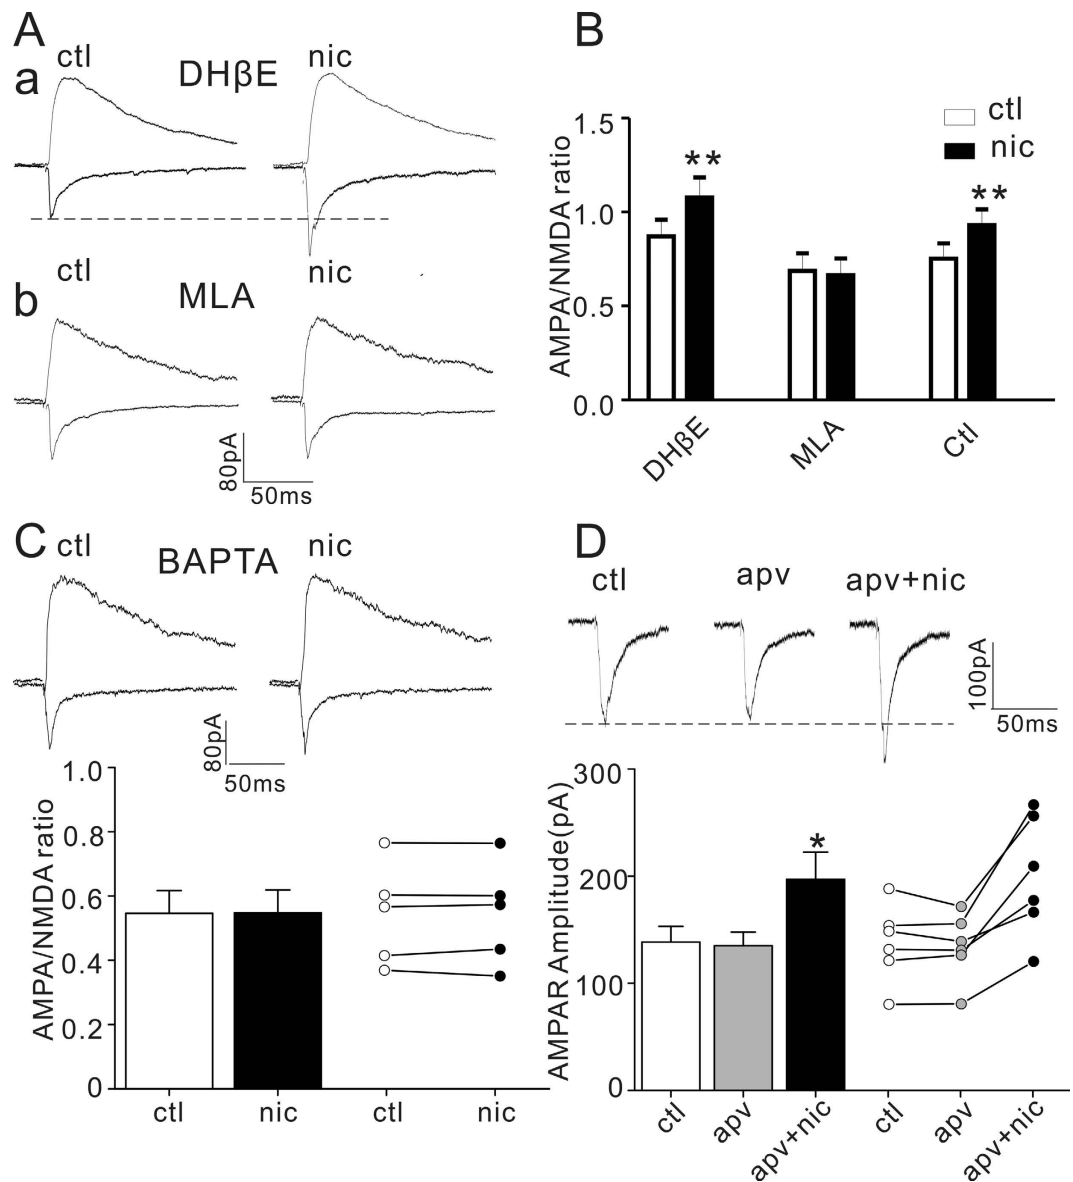 A
B
ctl
nic
a
DHβE
ctl
nic
b
MLA
80pA
50ms
ctl
nic
AMPA/NMDA ratio
1.5
1.0
0.5
0.0
**
**
DHβE
MLA
Ctl
C
ctl
nic
BAPTA
80pA
50ms
AMPA/NMDA ratio
1.0
0.8
0.6
0.4
0.2
0
ctl
nic
ctl
nic
D
ctl
apv
apv+nic
100pA
50ms
AMPAR Amplitude(pA)
300
200
100
0
*
ctl
apv
apv+nic
ctl
apv
apv+nic